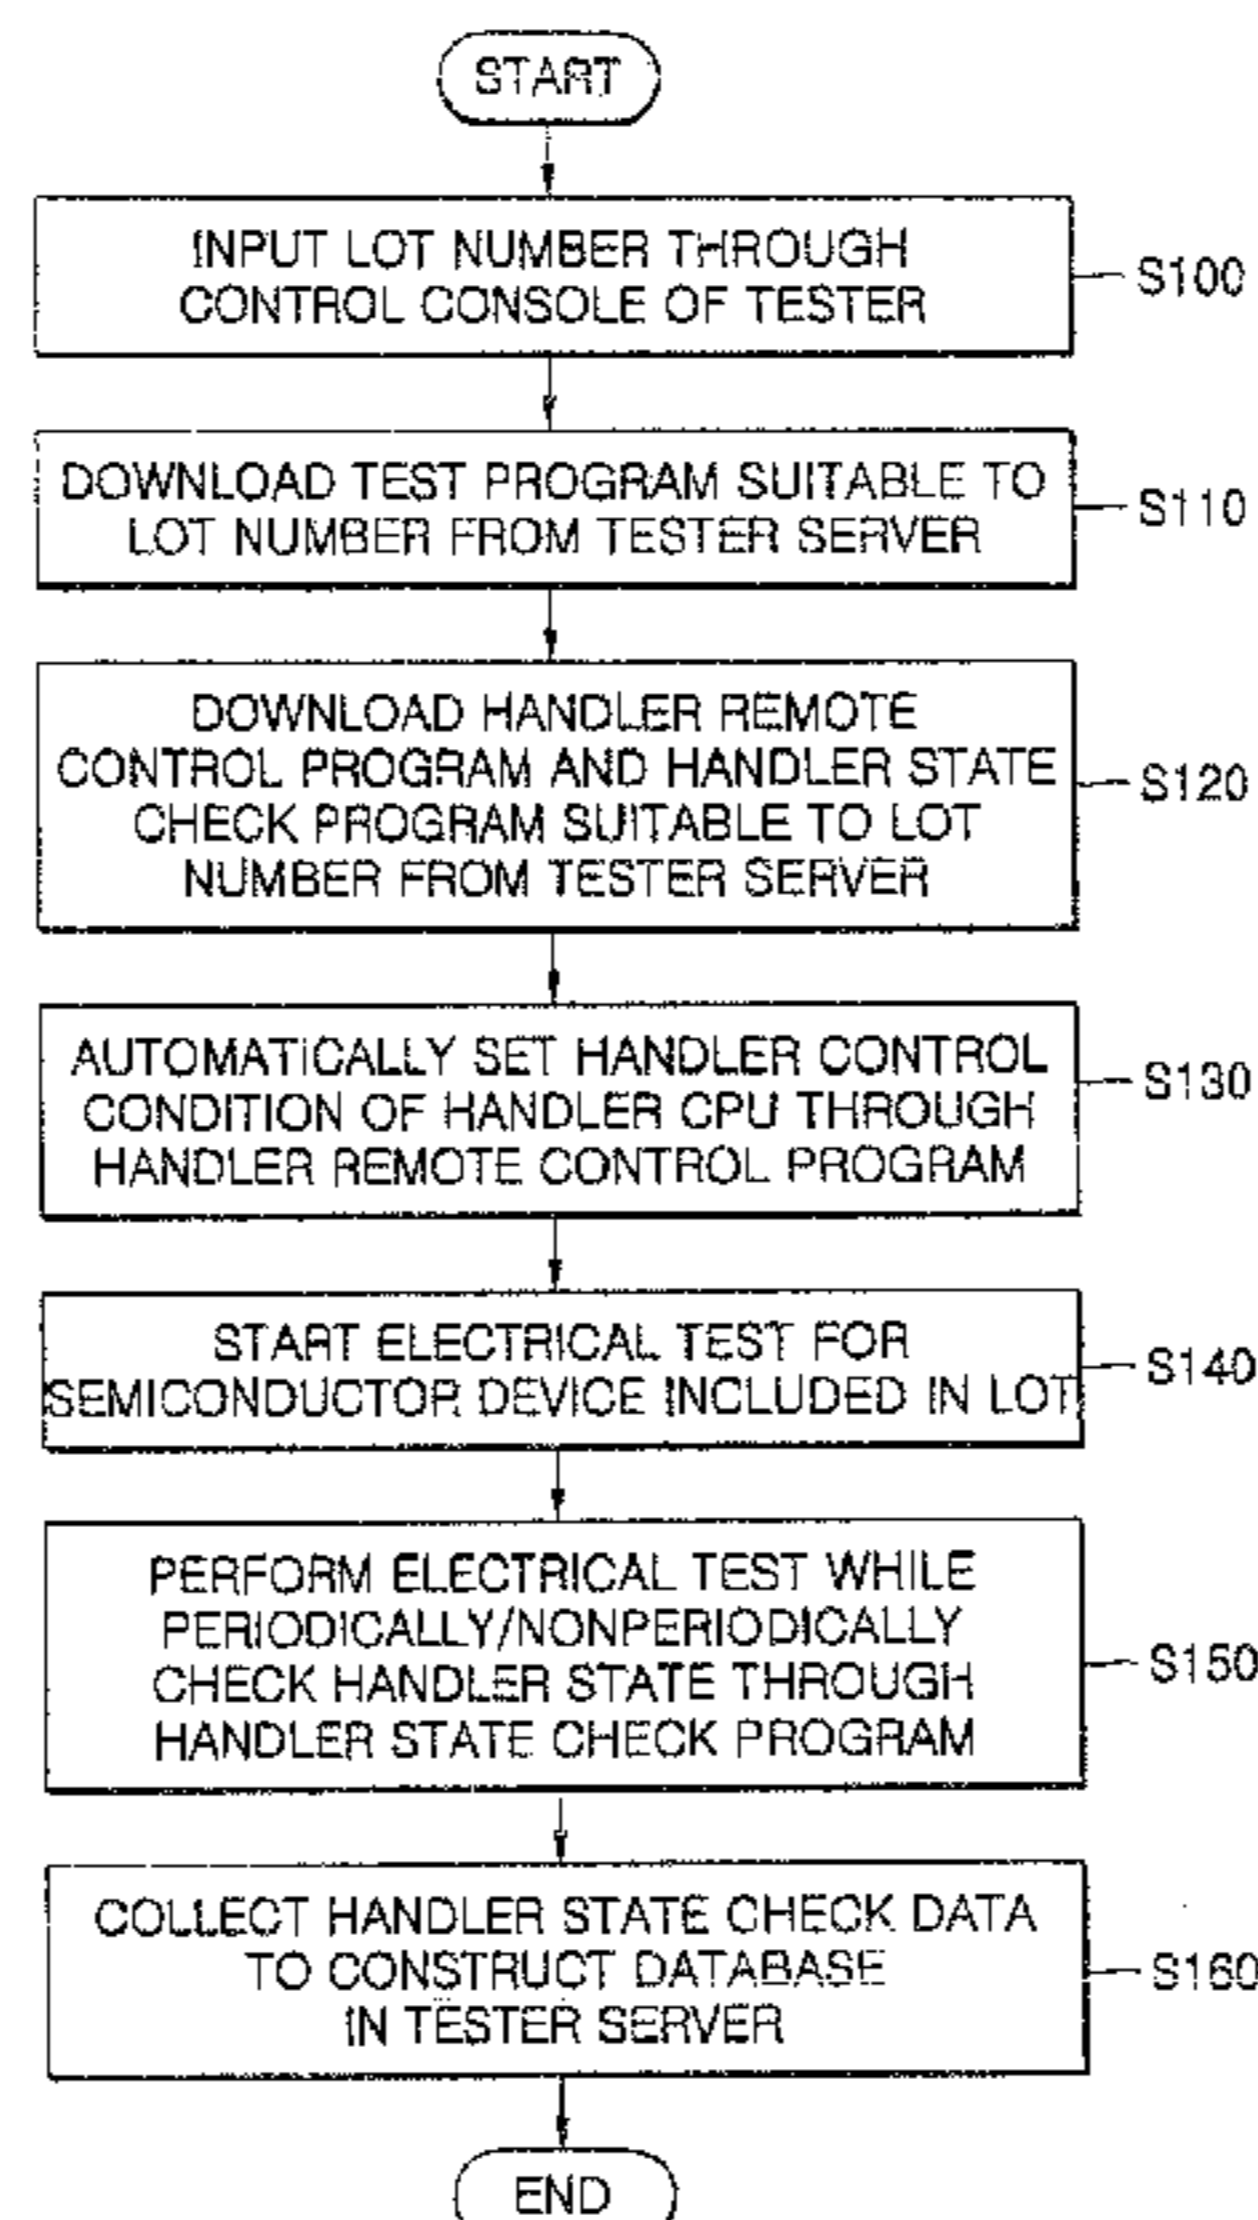 START
INPUT LOT NUMBER THROUGH
CONTROL CONSOLE OF TESTER
S100
DOWNLOAD TEST PROGRAM SUITABLE TO
LOT NUMBER FROM TESTER SERVER
S110
DOWNLOAD HANDLER REMOTE
CONTROL PROGRAM AND HANDLER STATE
CHECK PROGRAM SUITABLE TO LOT
NUMBER FROM TESTER SERVER
S120
AUTOMATICALLY SET HANDLER CONTROL
CONDITION OF HANDLER CPU THROUGH
HANDLER REMOTE CONTROL PROGRAM
S130
START ELECTRICAL TEST FOR
SEMICONDUCTOR DEVICE INCLUDED IN LOT
S140
PERFORM ELECTRICAL TEST WHILE
PERIODICALLY/NONPERIODICALLY
CHECK HANDLER STATE THROUGH
HANDLER STATE CHECK PROGRAM
S150
COLLECT HANDLER STATE CHECK DATA
TO CONSTRUCT DATABASE
IN TESTER SERVER
S160
END